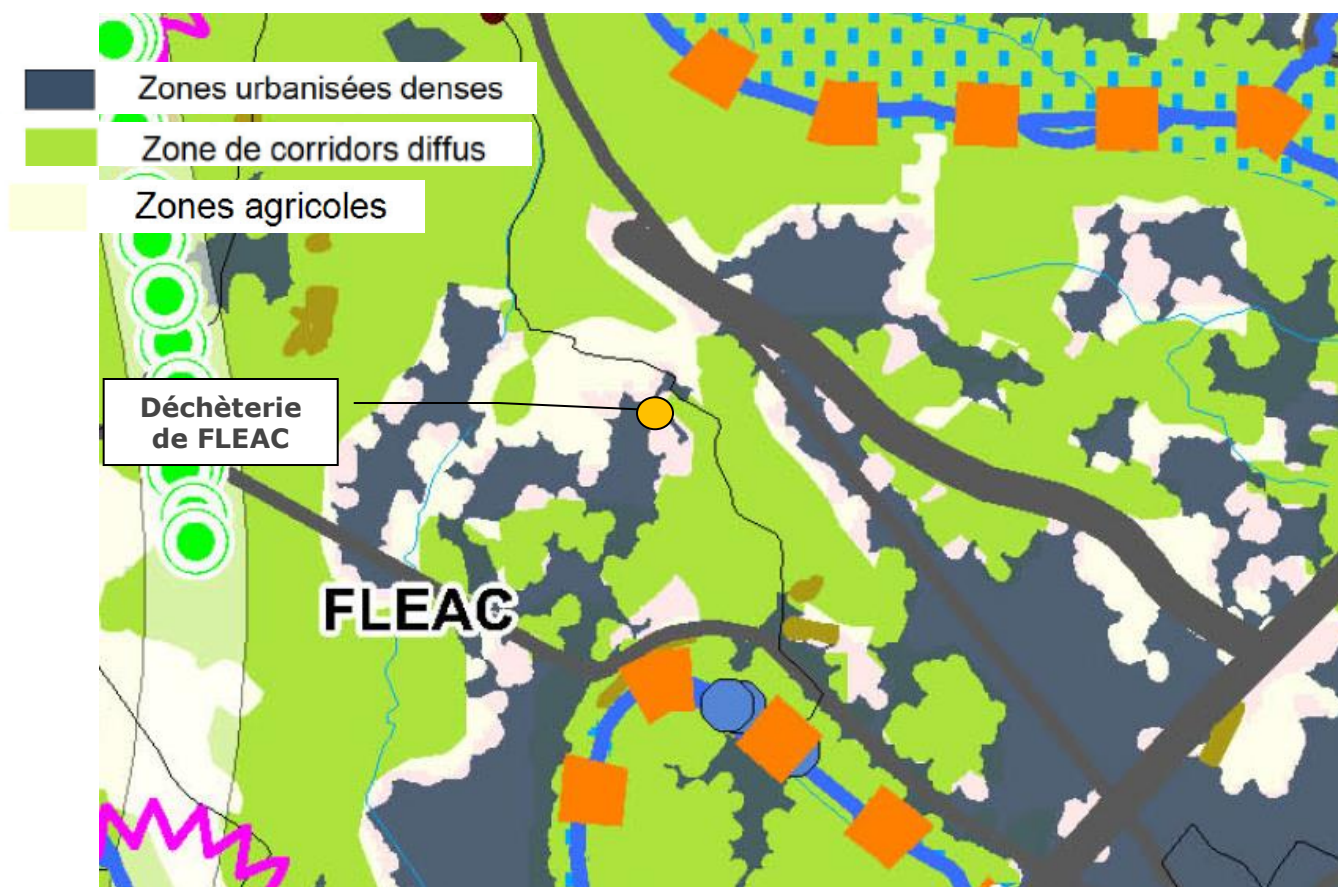 Zones urbanisées denses
Zone de corridors diffus
Zones agricoles
Déchèterie
de FLEAC
FLEAC